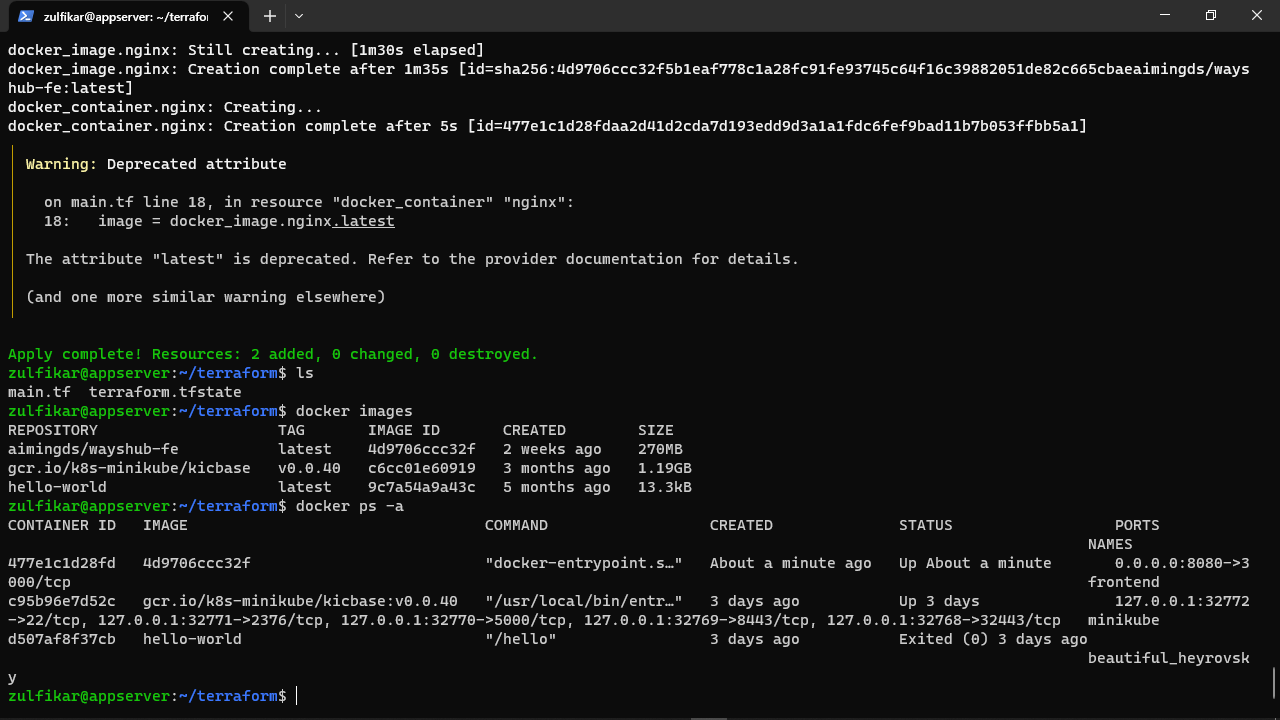 zulfikar@appserver: ~/terrafor
docker_image.nginx: Still creating... [1m30s elapsed]
docker_image.nginx: Creation complete after 1m35s [id=sha256:4d9706ccc32f5b1eaf778c1a28fc91fe93745c64f16c39882051de82c665cbaeaimingds/ways
hub-fe:latest]
docker_container.nginx: Creating...
docker_container.nginx: Creation complete after 5s [id=477e1c1d28fdaa2d41d2cda7d193edd9d3a1a1fdc6fef9bad11b7b053ffbb5a1]
Warning: Deprecated attribute
on main.tf line 18, in resource "docker_container" "nginx":
18:   image = docker_image.nginx.latest
The attribute "latest" is deprecated. Refer to the provider documentation for details.
(and one more similar warning elsewhere)
Apply complete! Resources: 2 added, 0 changed, 0 destroyed.
zulfikar@appserver:~/terraform$ ls
main.tf  terraform.tfstate
zulfikar@appserver:~/terraform$ docker images
REPOSITORY                    TAG       IMAGE ID       CREATED        SIZE
aimingds/wayshub-fe           latest    4d9706ccc32f   2 weeks ago    270MB
gcr.io/k8s-minikube/kicbase   v0.0.40   c6cc01e60919   3 months ago   1.19GB
hello-world                   latest    9c7a54a9a43c   5 months ago   13.3kB
zulfikar@appserver:~/terraform$ docker ps -a
CONTAINER ID   IMAGE                                 COMMAND                  CREATED              STATUS                  PORTS
NAMES
477e1c1d28fd   4d9706ccc32f                          "docker-entrypoint.s…"   About a minute ago   Up About a minute       0.0.0.0:8080->3
000/tcp                                                                                                                 frontend
c95b96e7d52c   gcr.io/k8s-minikube/kicbase:v0.0.40   "/usr/local/bin/entr…"   3 days ago           Up 3 days               127.0.0.1:32772
->22/tcp, 127.0.0.1:32771->2376/tcp, 127.0.0.1:32770->5000/tcp, 127.0.0.1:32769->8443/tcp, 127.0.0.1:32768->32443/tcp   minikube
d507af8f37cb   hello-world                           "/hello"                 3 days ago           Exited (0) 3 days ago
beautiful_heyrovsk
y
zulfikar@appserver:~/terraform$